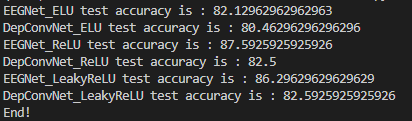 EEGNet_ELU test accuracy is : 82.12962962962963
DepConvNet_ELU test accuracy is : 80.46296296296296
EEGNet_ReLU test accuracy is : 87.5925925925926
DepConvNet_ReLU test accuracy is : 82.5
EEGNet_LeakyReLU test accuracy is : 86.29629629629629
DepConvNet_LeakyReLU test accuracy is : 82.5925925925926
End!